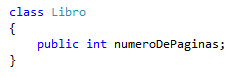 class Libro
{
    public int numeroDePaginas;
}